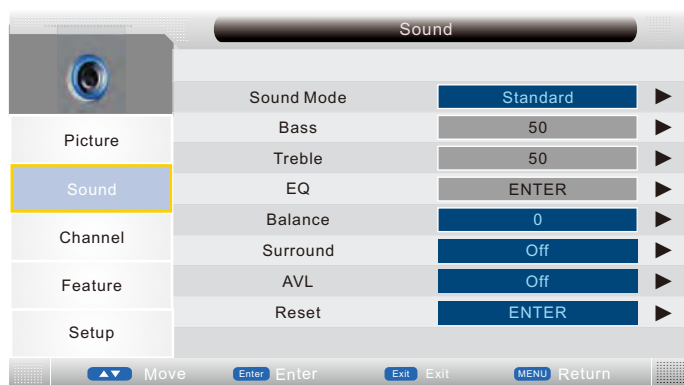 Sound
Sound Mode Standard
Bass 50
Treble 50
EQ ENTER
Balance 0
Surround Off
AVL Off
Reset ENTER
Picture
Sound
Channel
Feature
Setup
Move Enter Enter Exit Exit MENU Return